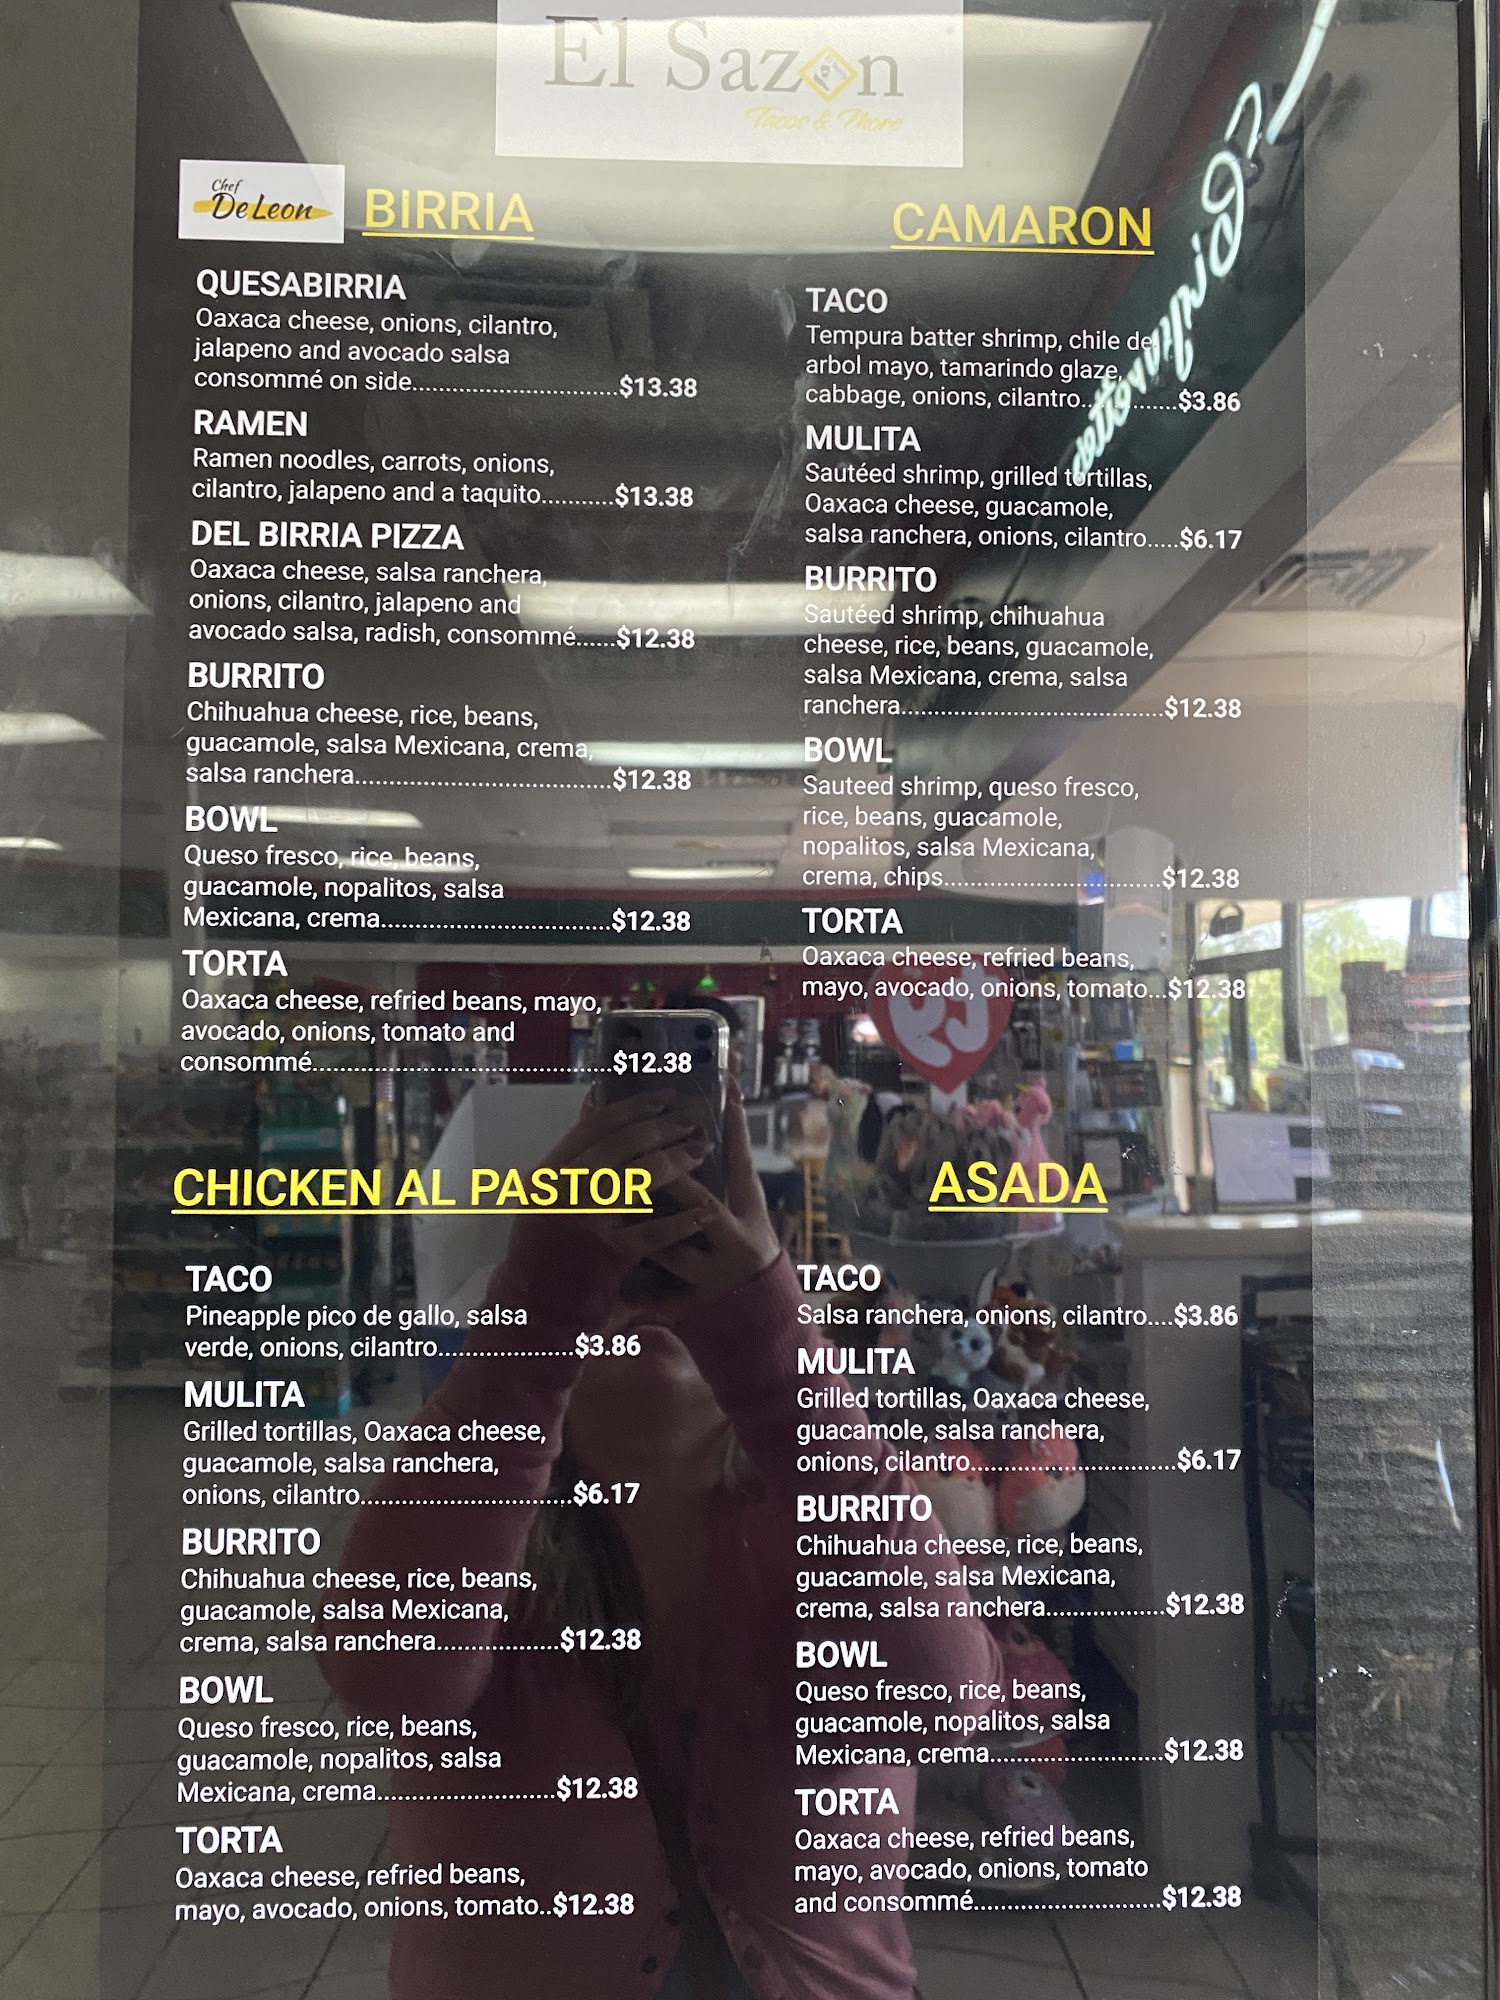 El Sazon
Tacos & More
Chef
DeLeon
BIRRIA
QUESABIRRIA
Oaxaca cheese, onions, cilantro,
jalapeno and avocado salsa
consommé on side..............................$13.38
RAMEN
Ramen noodles, carrots, onions,
cilantro, jalapeno and a taquito...........$13.38
DEL BIRRIA PIZZA
Oaxaca cheese, salsa ranchera,
onions, cilantro, jalapeno and
avocado salsa, radish, consommé......$12.38
BURRITO
Chihuahua cheese, rice, beans,
guacamole, salsa Mexicana, crema,
salsa ranchera.....................................$12.38
BOWL
Queso fresco, rice, beans,
guacamole, nopalitos, salsa
Mexicana, crema.................................$12.38
TORTA
Oaxaca cheese, refried beans, mayo,
avocado, onions, tomato and
consommé...........................................$12.38
CAMARON
TACO
Tempura batter shrimp, chile de
arbol mayo, tamarindo glaze,
cabbage, onions, cilantro..............$3.86
MULITA
Sautéed shrimp, grilled tortillas,
Oaxaca cheese, guacamole,
salsa ranchera, onions, cilantro.....$6.17
BURRITO
Sautéed shrimp, chihuahua
cheese, rice, beans, guacamole,
salsa Mexicana, crema, salsa
ranchera......................................$12.38
BOWL
Sauteed shrimp, queso fresco,
rice, beans, guacamole,
nopalitos, salsa Mexicana,
crema, chips...............................$12.38
TORTA
Oaxaca cheese, refried beans,
mayo, avocado, onions, tomato...$12.38
CHICKEN AL PASTOR
TACO
Pineapple pico de gallo, salsa
verde, onions, cilantro....................$3.86
MULITA
Grilled tortillas, Oaxaca cheese,
guacamole, salsa ranchera,
onions, cilantro...............................$6.17
BURRITO
Chihuahua cheese, rice, beans,
guacamole, salsa Mexicana,
crema, salsa ranchera..................$12.38
BOWL
Queso fresco, rice, beans,
guacamole, nopalitos, salsa
Mexicana, crema..........................$12.38
TORTA
Oaxaca cheese, refried beans,
mayo, avocado, onions, tomato..$12.38
ASADA
TACO
Salsa ranchera, onions, cilantro....$3.86
MULITA
Grilled tortillas, Oaxaca cheese,
guacamole, salsa ranchera,
onions, cilantro..............................$6.17
BURRITO
Chihuahua cheese, rice, beans,
guacamole, salsa Mexicana,
crema, salsa ranchera.................$12.38
BOWL
Queso fresco, rice, beans,
guacamole, nopalitos, salsa
Mexicana, crema.........................$12.38
TORTA
Oaxaca cheese, refried beans,
mayo, avocado, onions, tomato
and consommé...........................$12.38